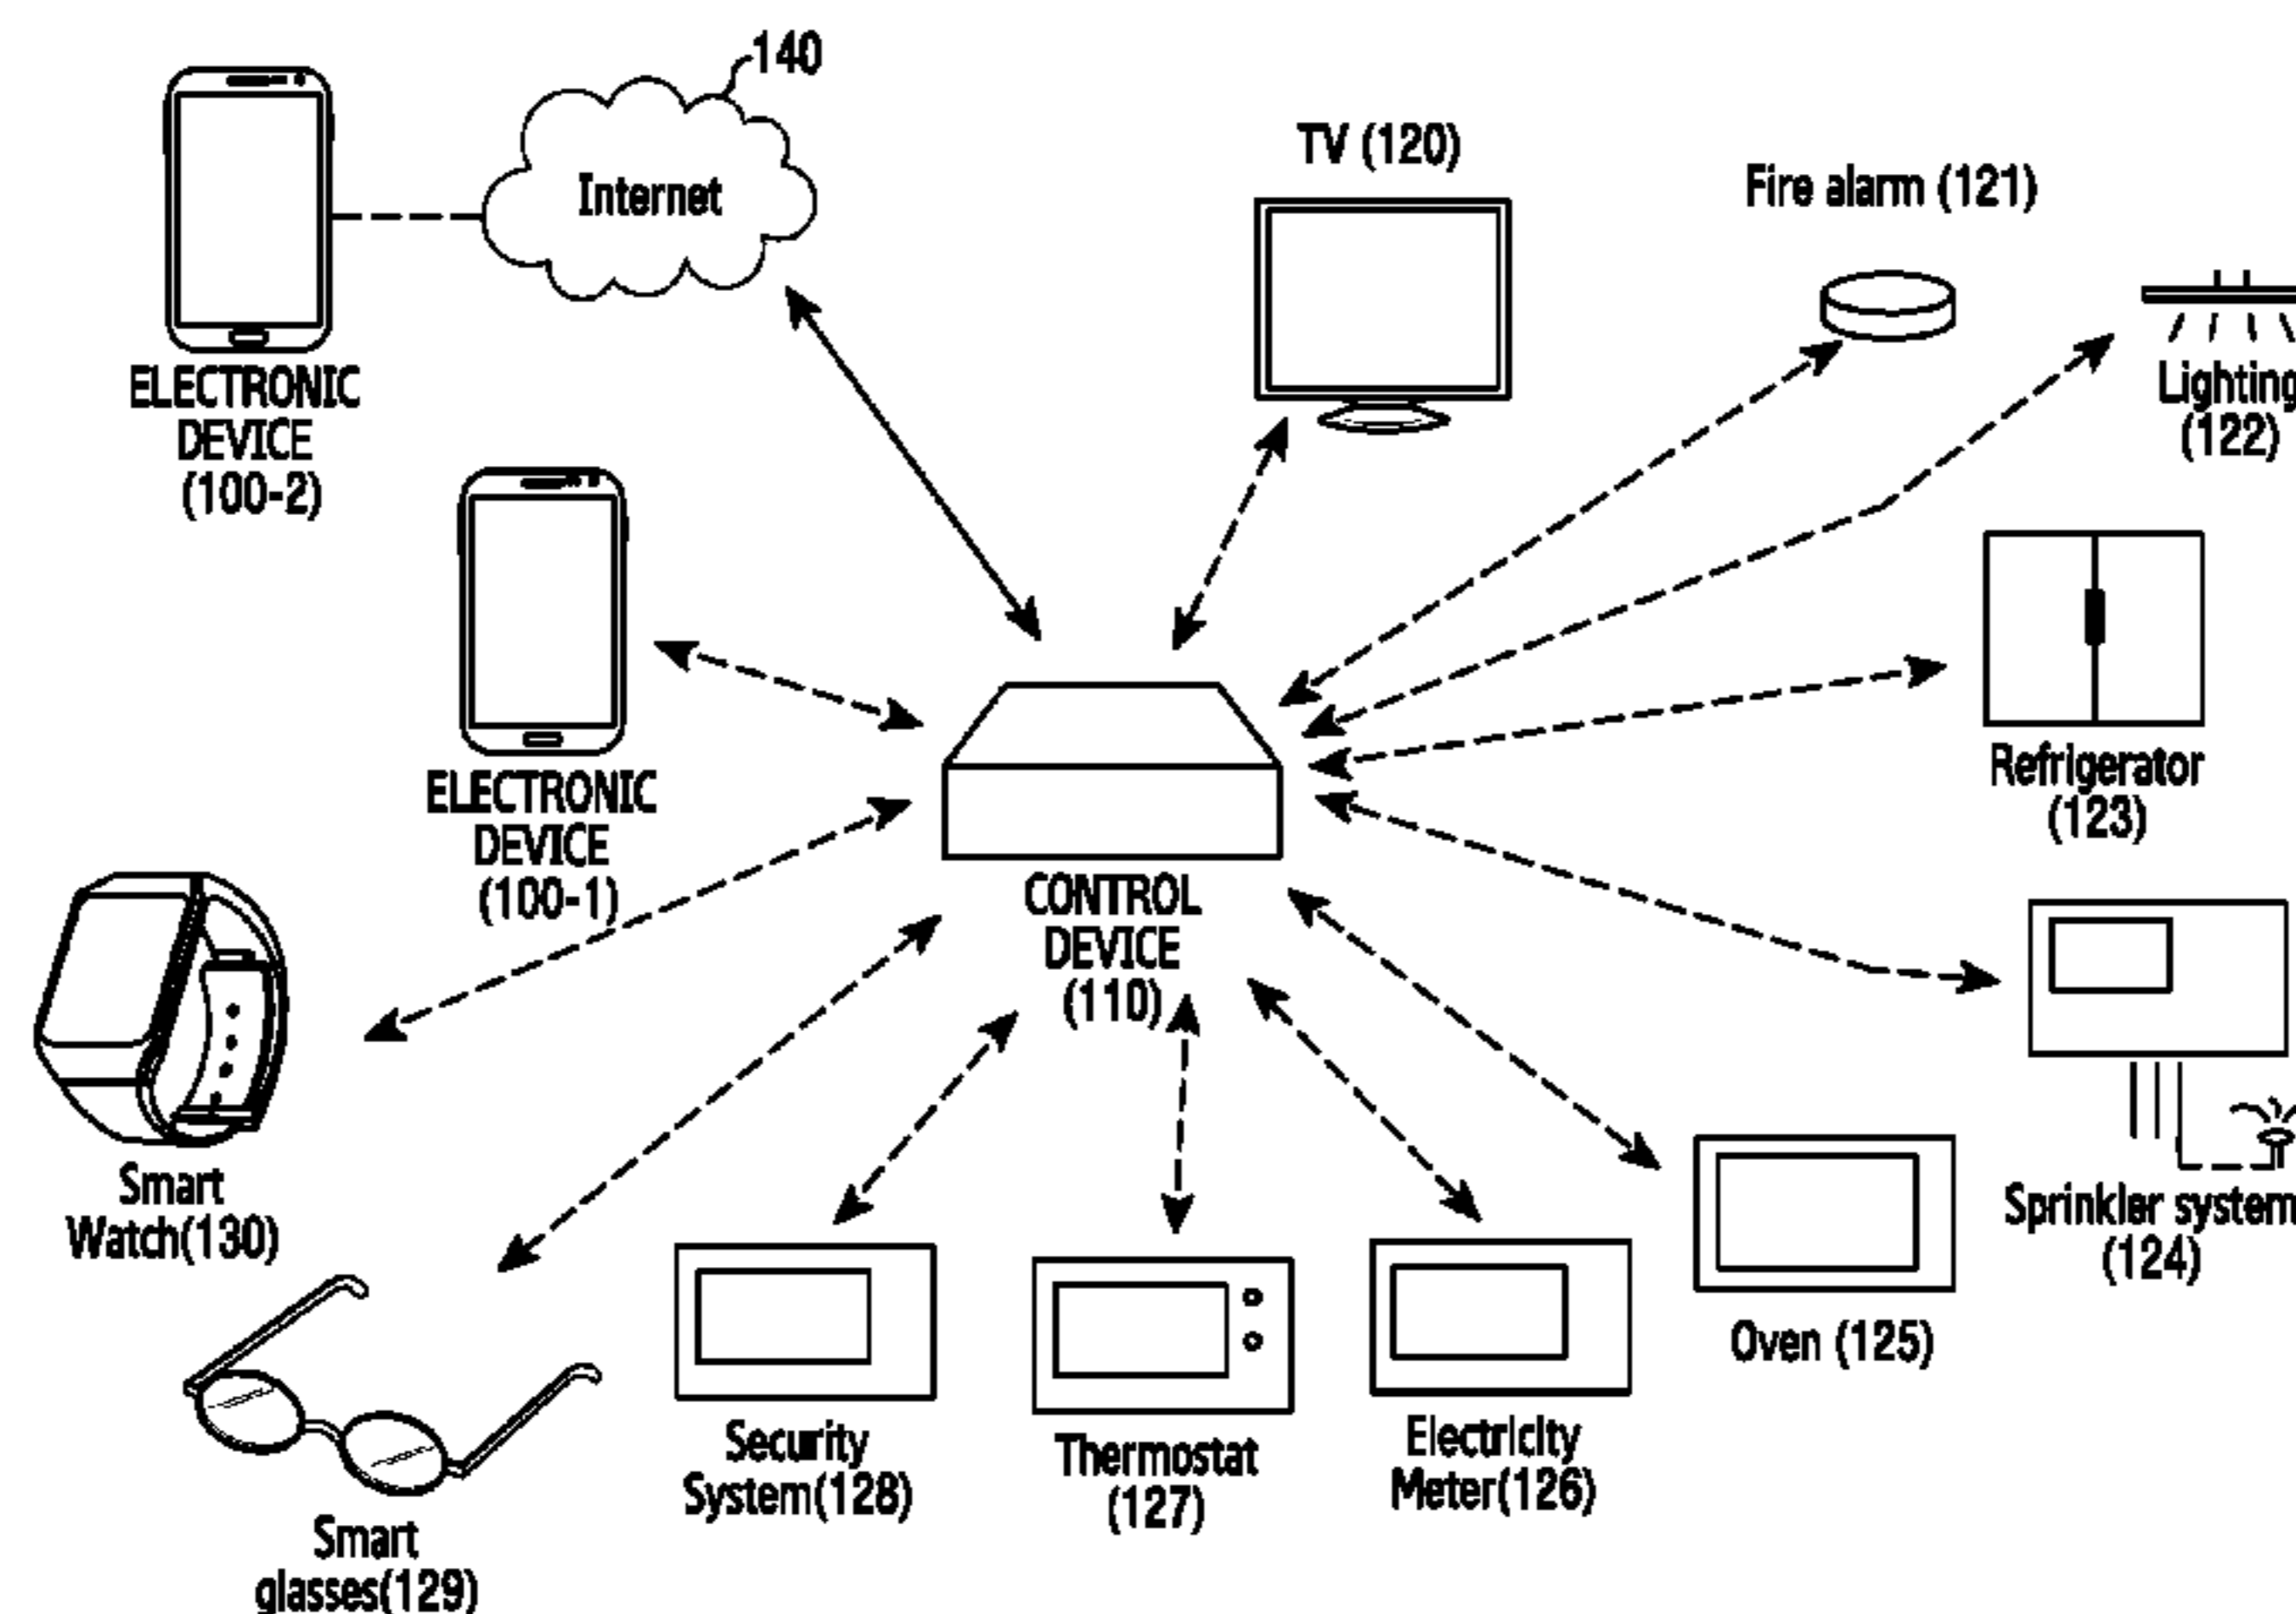 140
Internet
TV (120)
Fire alarm (121)
Lighting
(122)
ELECTRONIC
DEVICE
(100-2)
ELECTRONIC
DEVICE
(100-1)
Refrigerator
(123)
CONTROL
DEVICE
(110)
Smart
Watch(130)
Sprinkler system
(124)
Oven (125)
Security
System(128)
Thermostat
(127)
Electricity
Meter(126)
Smart
glasses(129)